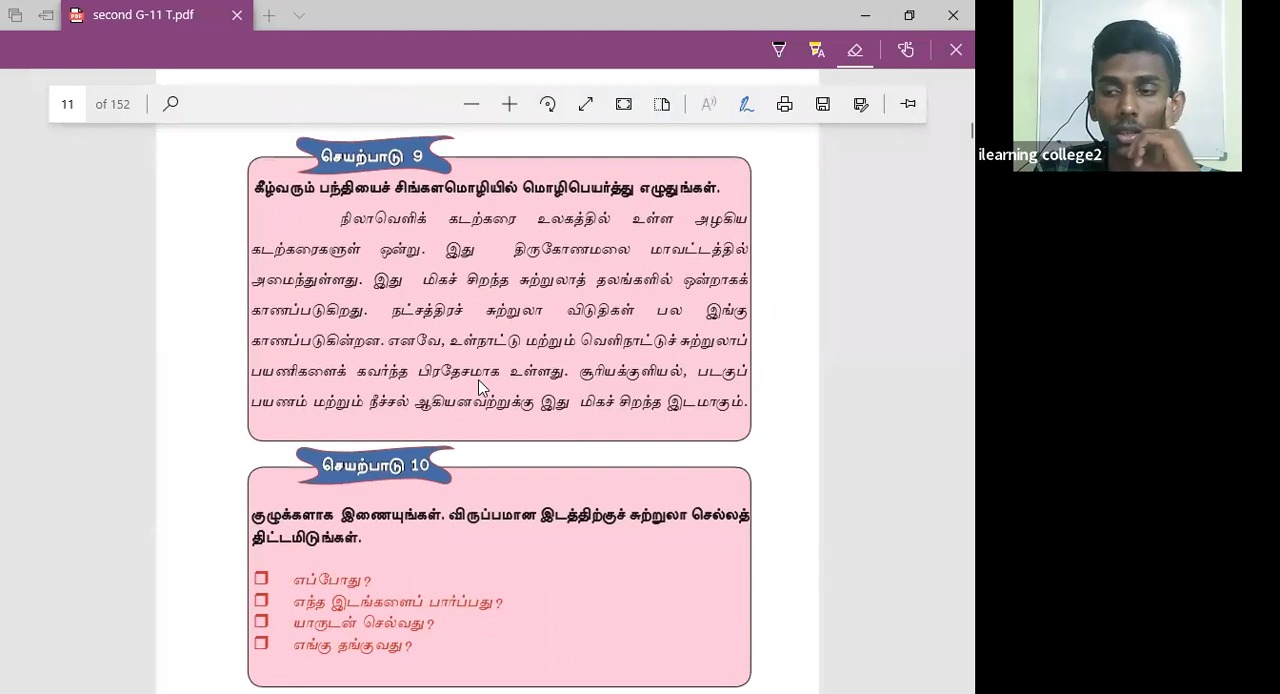 second G-11 T.pdf
11 of 152
ilearning college2
செயற்பாடு 9
கீழ்வரும் பந்தியைச் சிங்களமொழியில் மொழிபெயர்த்து எழுதுங்கள்.
நிலாவெளிக் கடற்கரை உலகத்தில் உள்ள அழகிய
கடற்கரைகளுள் ஒன்று. இது திருகோணமலை மாவட்டத்தில்
அமைந்துள்ளது. இது மிகச் சிறந்த சுற்றுலாத் தலங்களில் ஒன்றாகக்
காணப்படுகிறது. நட்சத்திரச் சுற்றுலா விடுதிகள் பல இங்கு
காணப்படுகின்றன. எனவே, உள்நாட்டு மற்றும் வெளிநாட்டுச் சுற்றுலாப்
பயணிகளைக் கவர்ந்த பிரதேசமாக உள்ளது. சூரியக்குளியல், படகுப்
பயணம் மற்றும் நீச்சல் ஆகியனவற்றுக்கு இது மிகச் சிறந்த இடமாகும்.
செயற்பாடு 10
குழுக்களாக இணையுங்கள். விருப்பமான இடத்திற்குச் சுற்றுலா செல்லத்
திட்டமிடுங்கள்.
❒ எப்போது?
❒ எந்த இடங்களைப் பார்ப்பது?
❒ யாருடன் செல்வது?
❒ எங்கு தங்குவது?